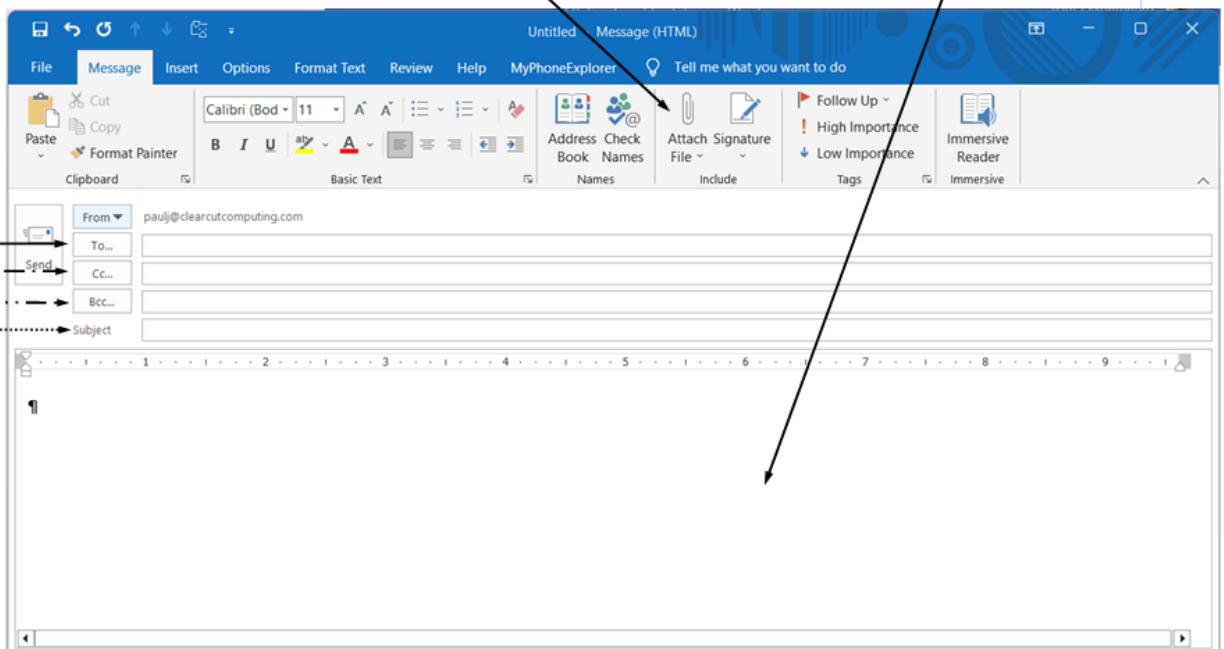 Untitled - Message (HTML)
File Message Insert Options Format Text Review Help MyPhoneExplorer Tell me what you want to do
Paste
Cut
Copy
Format Painter
Clipboard
Calibri (Bod 11 A A
B I U aby A
Basic Text
Address Book
Check Names
Names
Attach File
Signature
Include
Follow Up
High Importance
Low Importance
Tags
Immersive Reader
Immersive
Send
From paulj@clearcutcomputing.com
To...
Cc...
Bcc...
Subject
1 2 3 4 5 6 7 8 9
¶